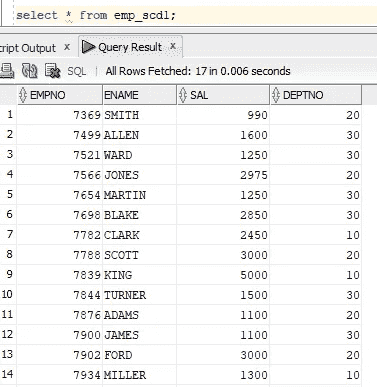 select * from emp_scd1;
cript Output x Query Result x
SQL | All Rows Fetched: 17 in 0.006 seconds
EMPNO ENAME SAL DEPTNO
1 7369 SMITH 990 20
2 7499 ALLEN 1600 30
3 7521 WARD 1250 30
4 7566 JONES 2975 20
5 7654 MARTIN 1250 30
6 7698 BLAKE 2850 30
7 7782 CLARK 2450 10
8 7788 SCOTT 3000 20
9 7839 KING 5000 10
10 7844 TURNER 1500 30
11 7876 ADAMS 1100 20
12 7900 JAMES 1100 30
13 7902 FORD 3000 20
14 7934 MILLER 1300 10